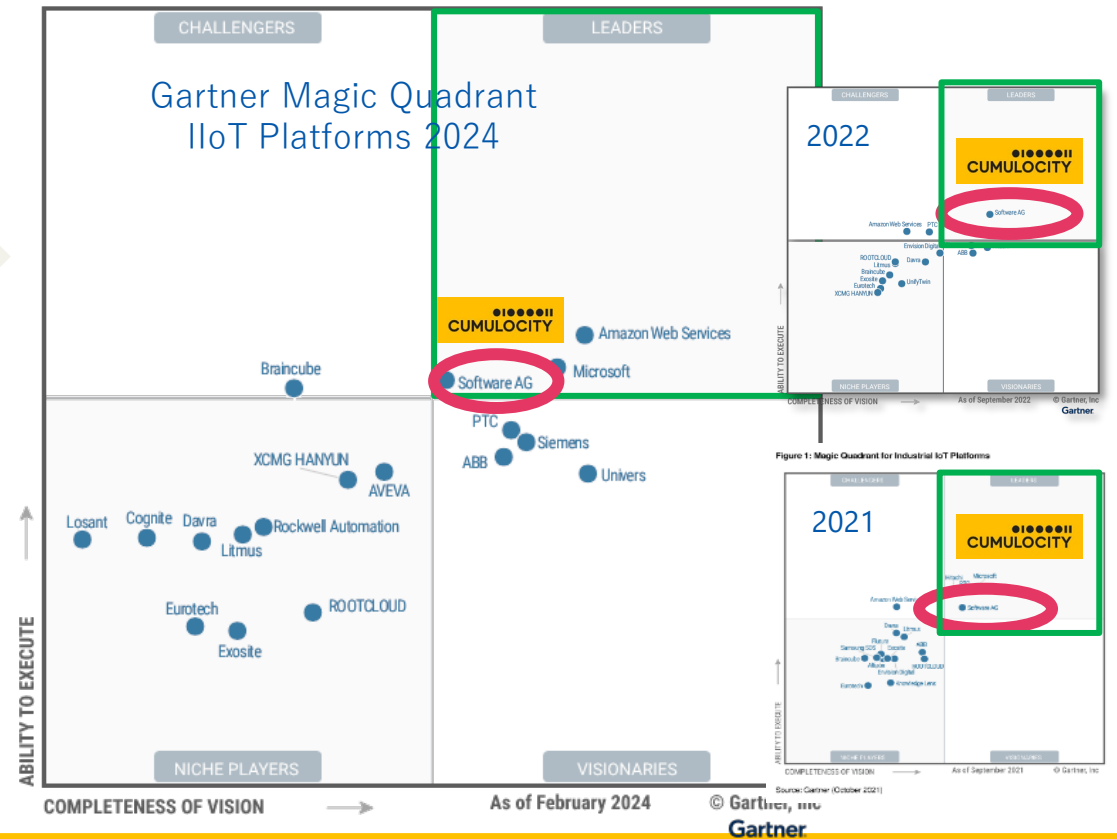 CHALLENGERS
LEADERS
Gartner Magic Quadrant
IIoT Platforms 2024
CUMULOCITY
Amazon Web Services
Microsoft
Software AG
Braincube
PTC
Siemens
ABB
Univers
XCMG HANYUN
AVEVA
Losant
Cognite
Davra
Rockwell Automation
Litmus
Eurotech
ROOTCLOUD
Exosite
ABILITY TO EXECUTE
NICHE PLAYERS
VISIONARIES
COMPLETENESS OF VISION
As of February 2024
© Gartner, Inc
Gartner
CHALLENGERS
LEADERS
2022
CUMULOCITY
Software AG
Amazon Web Services
PTC
Envision Digital
ABB
ROOTCLOUD
Litmus
Davra
Braincube
Exosite
UnifyTwin
Eurotech
XCMG HANYUN
ABILITY TO EXECUTE
NICHE PLAYERS
VISIONARIES
COMPLETENESS OF VISION
As of September 2022
© Gartner, Inc
Gartner
Figure 1: Magic Quadrant for Industrial IoT Platforms
CHALLENGERS
LEADERS
2021
CUMULOCITY
Hitachi
Microsoft
Amazon Web
Software AG
Davra
Litmus
Samsung SDS
Braincube
Envision Digital
ROOTCLOUD
Eurotech
Knowledge Lens
ABILITY TO EXECUTE
NICHE PLAYERS
VISIONARIES
COMPLETENESS OF VISION
As of September 2021
© Gartner, Inc
Source: Gartner (October 2021)